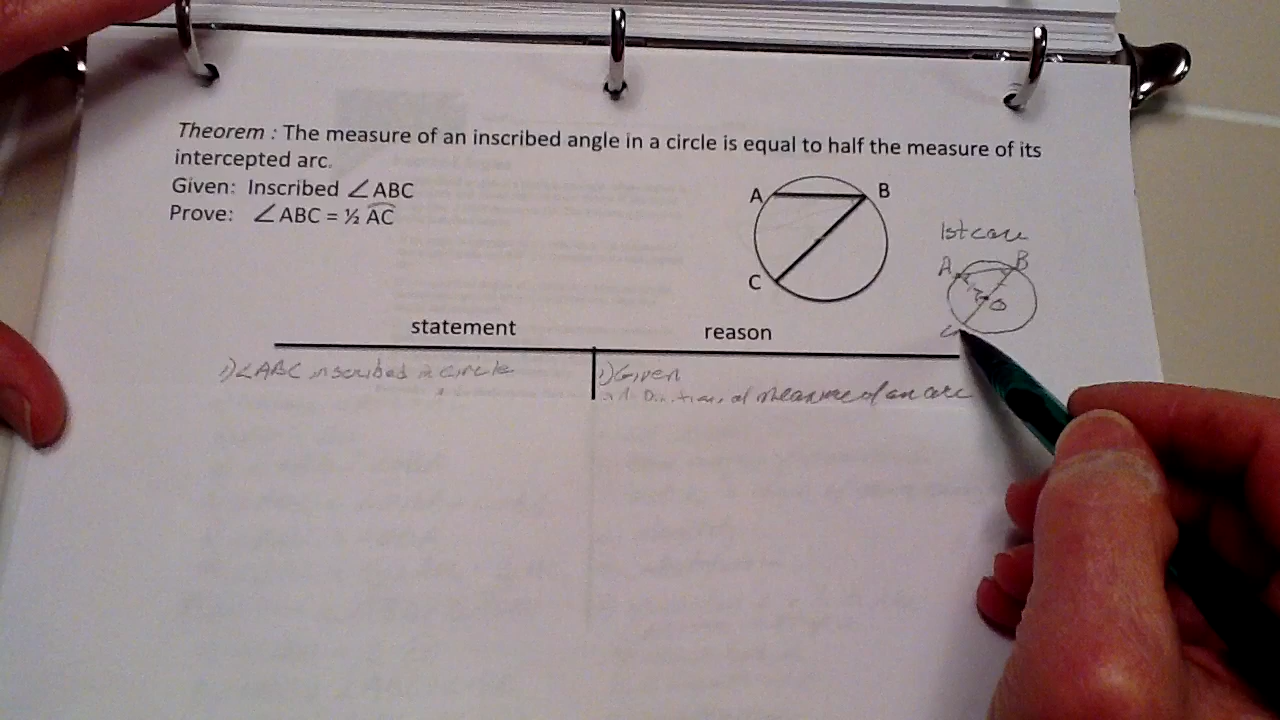 Theorem : The measure of an inscribed angle in a circle is equal to half the measure of its
intercepted arc.
Given: Inscribed ∠ABC
Prove: ∠ABC = ½ AC
A
B
C
1st case
A
B
O
C
statement
reason
1) ∠ABC inscribed in circle
1) Given
measure of an arc